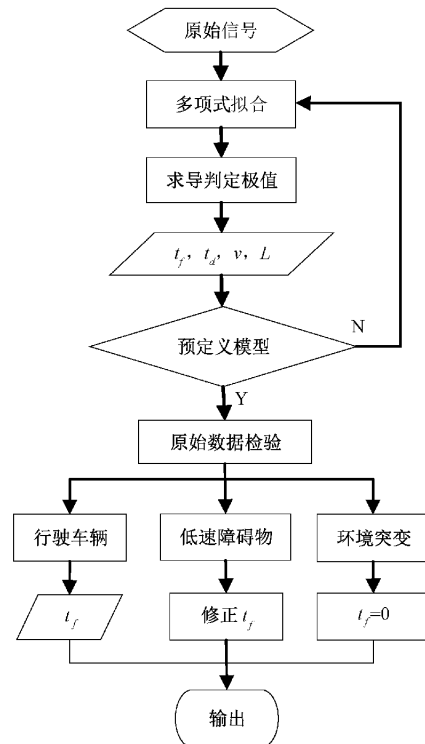 原始信号
多项式拟合
求导判定极值
t_f, t_d, v, L
预定义模型
N
Y
原始数据检验
行驶车辆
低速障碍物
环境突变
t_f
修正 t_f
t_f=0
输出